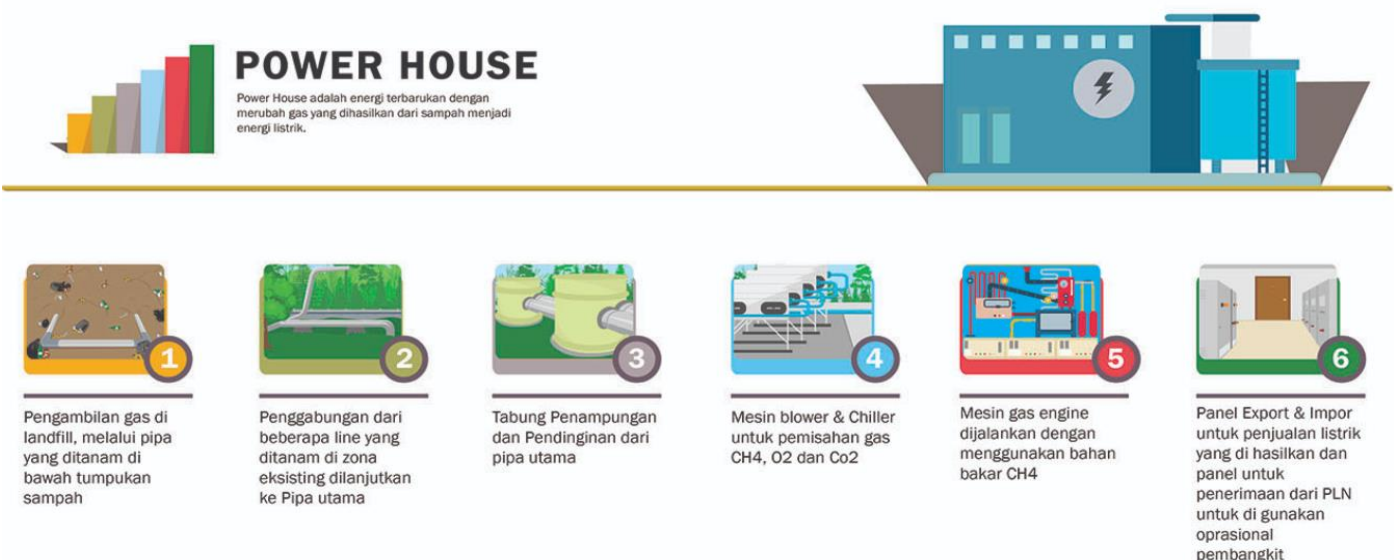 POWER HOUSE
Power House adalah energi terbarukan dengan
merubah gas yang dihasilkan dari sampah menjadi
energi listrik.
1
Pengambilan gas di
landfill, melalui pipa
yang ditanam di
bawah tumpukan
sampah
2
Penggabungan dari
beberapa line yang
ditanam di zona
eksisting dilanjutkan
ke Pipa utama
3
Tabung Penampungan
dan Pendinginan dari
pipa utama
4
Mesin blower & Chiller
untuk pemisahan gas
CH4, O2 dan Co2
5
Mesin gas engine
dijalankan dengan
menggunakan bahan
bakar CH4
6
Panel Export & Impor
untuk penjualan listrik
yang di hasilkan dan
panel untuk
penerimaan dari PLN
untuk di gunakan
oprasional
pembangkit